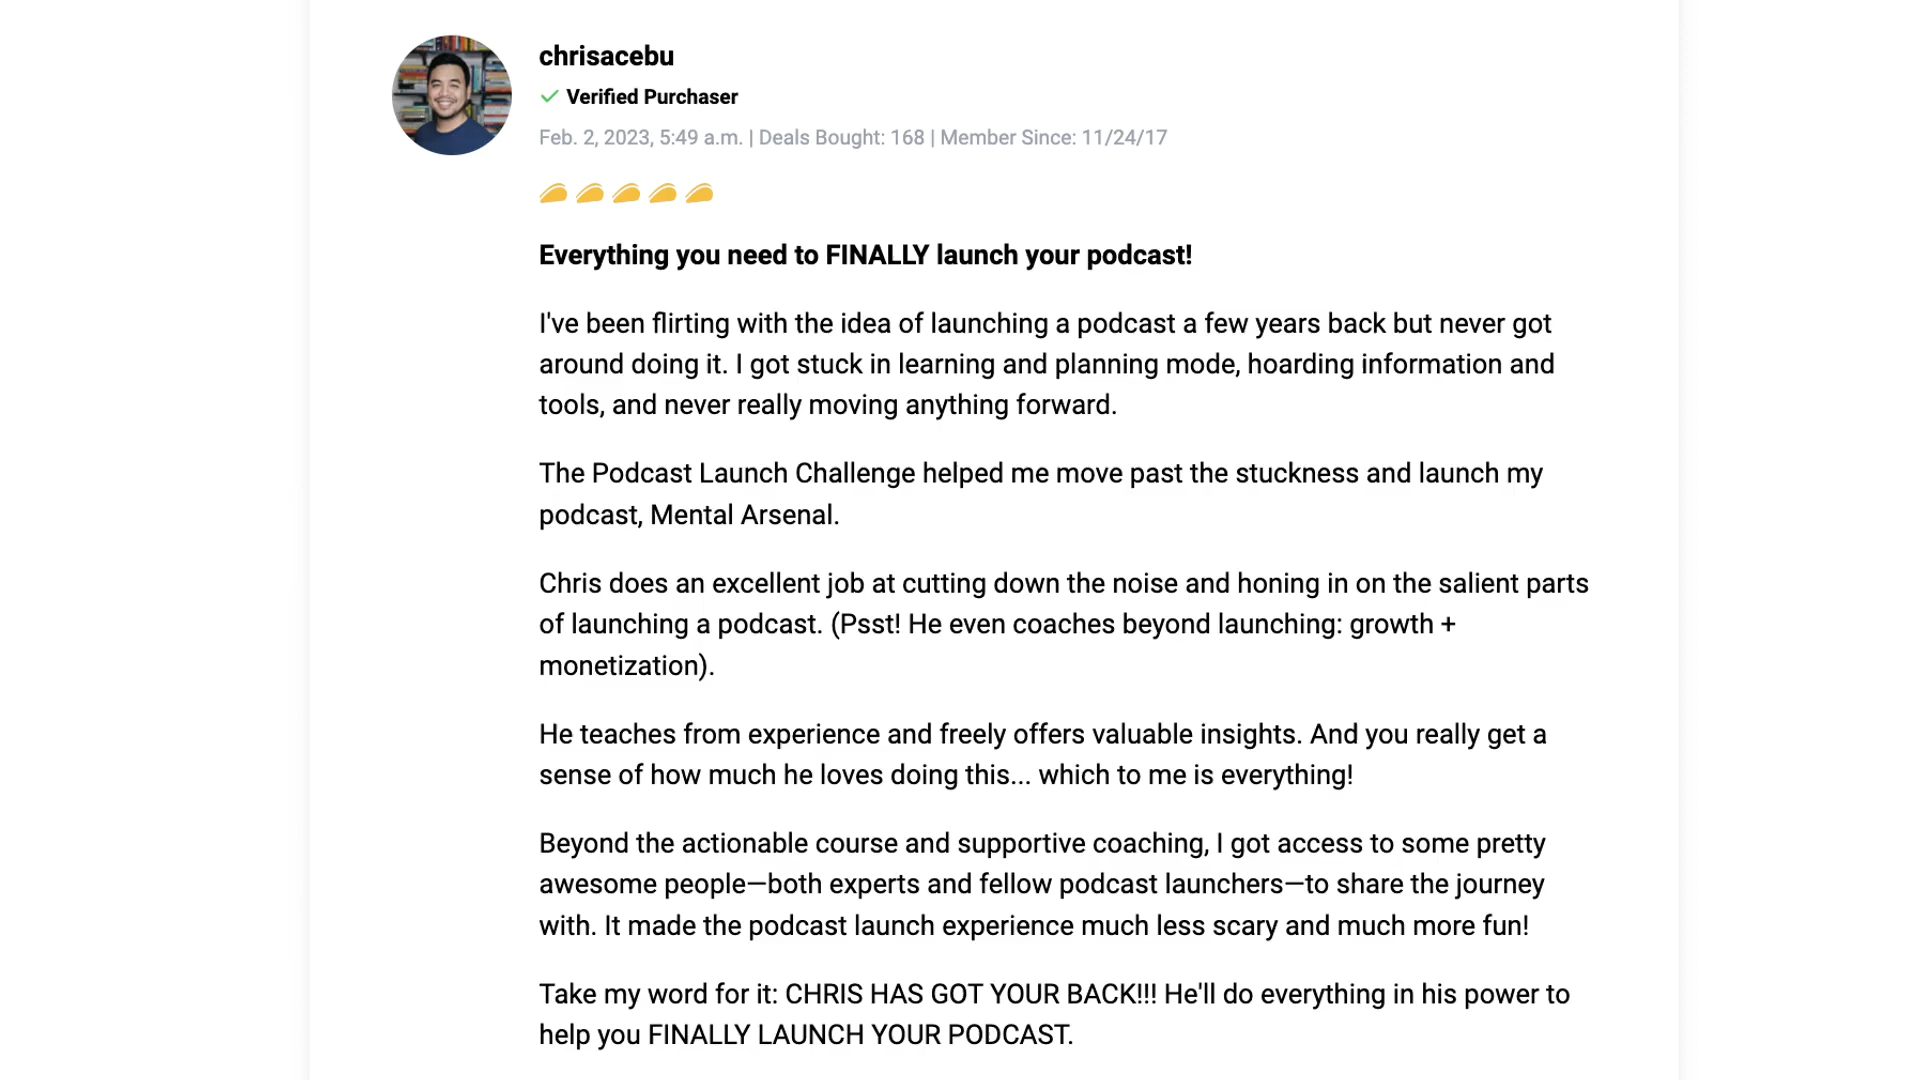 chrisacebu
Verified Purchaser
Feb. 2, 2023, 5:49 a.m. | Deals Bought: 168 | Member Since: 11/24/17
Everything you need to FINALLY launch your podcast!
I've been flirting with the idea of launching a podcast a few years back but never got
around doing it. I got stuck in learning and planning mode, hoarding information and
tools, and never really moving anything forward.
The Podcast Launch Challenge helped me move past the stuckness and launch my
podcast, Mental Arsenal.
Chris does an excellent job at cutting down the noise and honing in on the salient parts
of launching a podcast. (Psst! He even coaches beyond launching: growth +
monetization).
He teaches from experience and freely offers valuable insights. And you really get a
sense of how much he loves doing this... which to me is everything!
Beyond the actionable course and supportive coaching, I got access to some pretty
awesome people—both experts and fellow podcast launchers—to share the journey
with. It made the podcast launch experience much less scary and much more fun!
Take my word for it: CHRIS HAS GOT YOUR BACK!!! He'll do everything in his power to
help you FINALLY LAUNCH YOUR PODCAST.